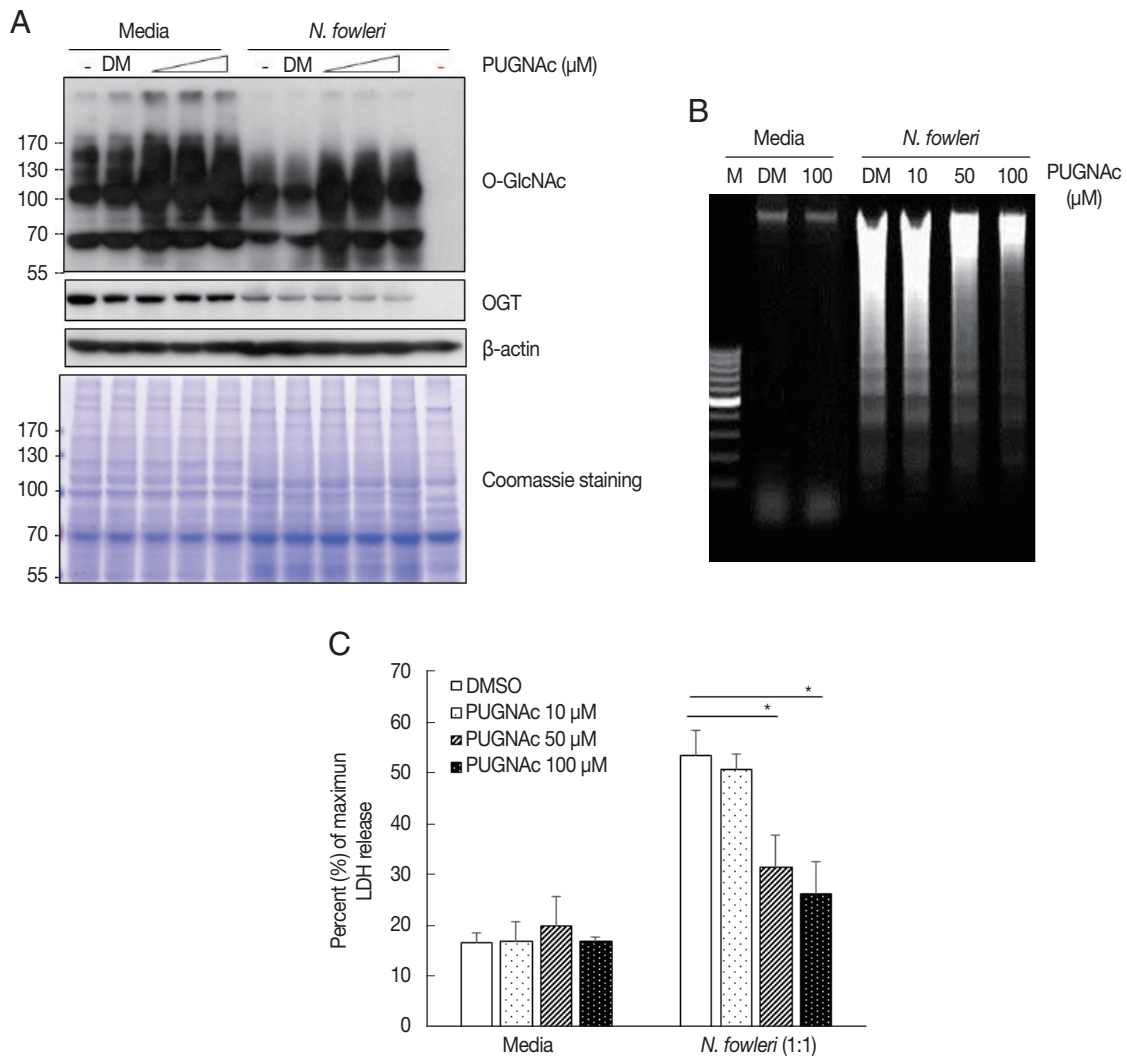 A
Media N. fowleri
- DM - DM - PUGNAc (μM)
170
130
100
70
55
O-GlcNAc
OGT
β-actin
170
130
100
70
55
Coomassie staining
B
Media N. fowleri
M DM 100 DM 10 50 100 PUGNAc
(μM)
C
70
60
50
40
30
20
10
0
Percent (%) of maximun
LDH release
DMSO
PUGNAc 10 μM
PUGNAc 50 μM
PUGNAc 100 μM
*
*
Media N. fowleri (1:1)